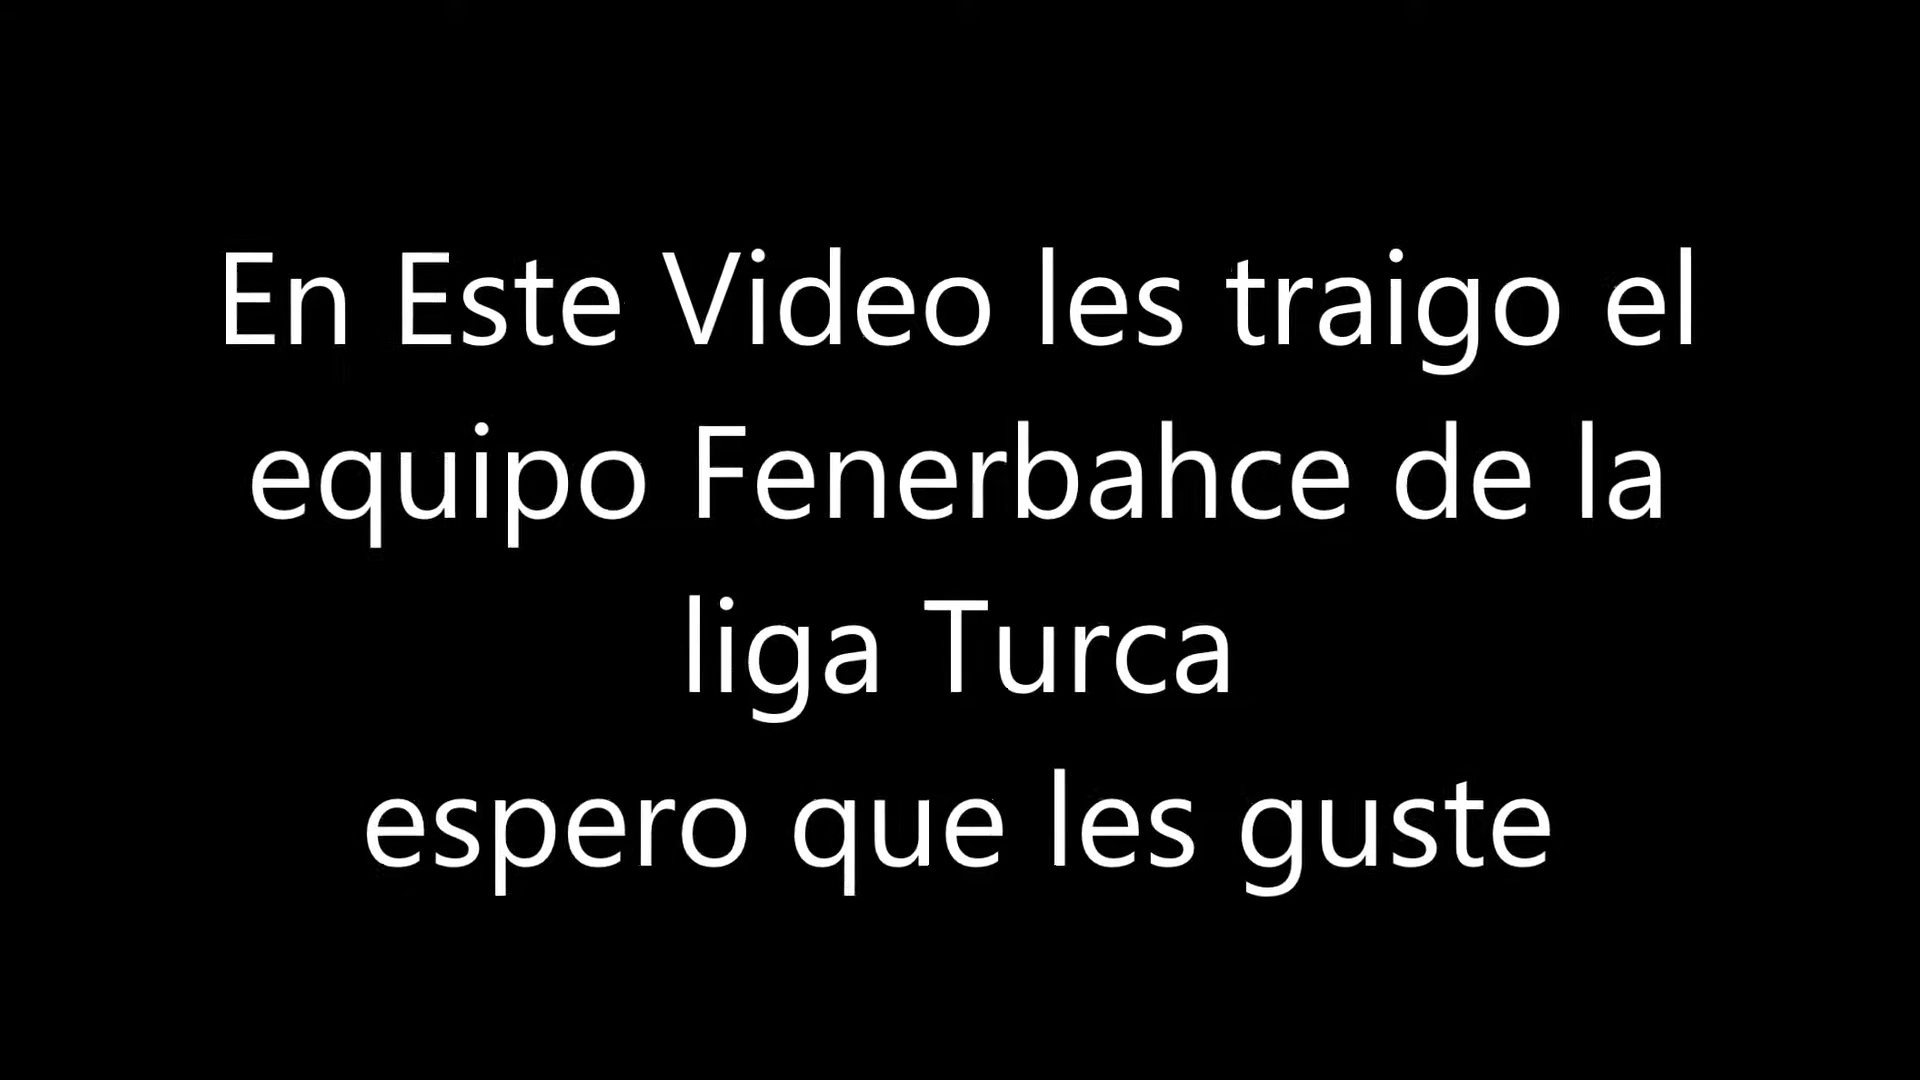 En Este Video les traigo el
equipo Fenerbahce de la
liga Turca
espero que les guste